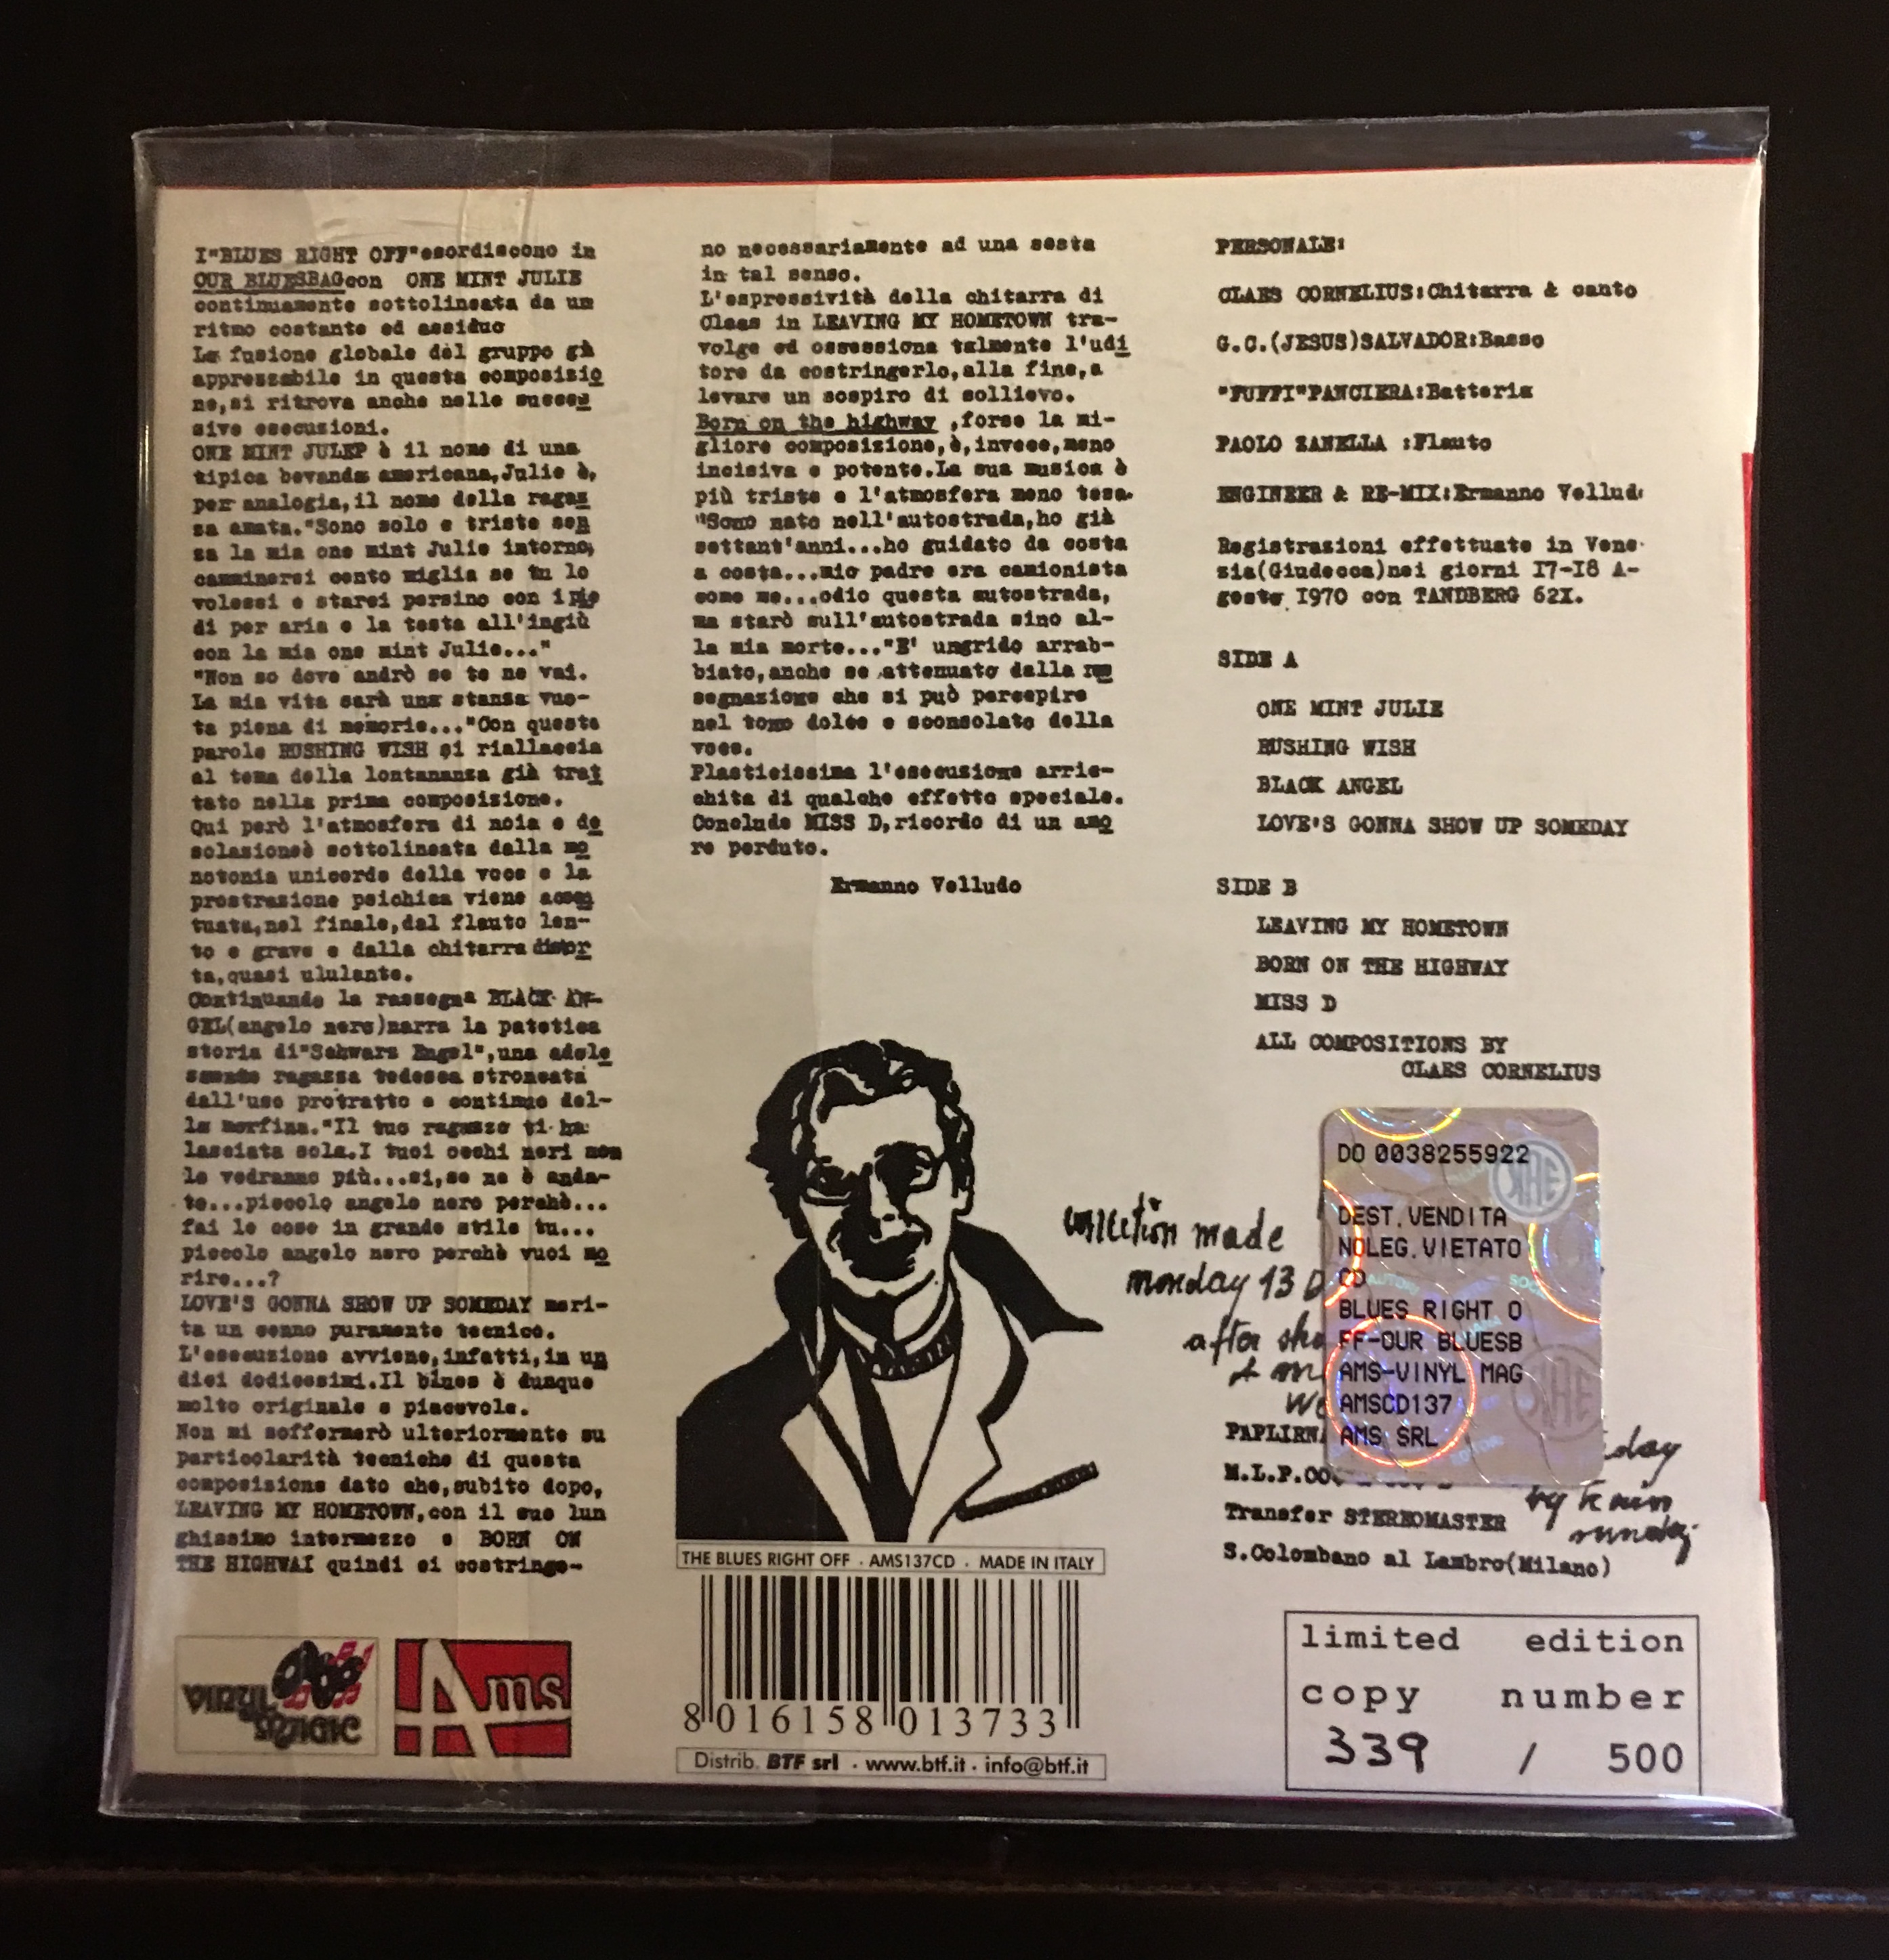 I"BLUES RIGHT OFF"esordiscono in
OUR BLUESBAGcon ONE MINT JULIE
continuamente sottolineata da un
ritmo costante ed assiduo
La fusione globale del gruppo già
apprezzabile in questa composizio
ne,si ritrova anche nelle succes
sive esecuzioni.
ONE MINT JULEP è il nome di una
tipica bevanda americana,Julie è,
per analogia,il nome della ragaz
za amata."Sono solo e triste sen
za la mia one mint Julie intorno,
camminerei cento miglia se tu lo
volessi e starei persino con i pie
di per aria e la testa all'ingiù
con la mia one mint Julie..."
"Non so dove andrò se te ne vai.
La mia vita sarà una stanza vuo-
ta piena di memorie..."Con queste
parole RUSHING WISH si riallaccia
al tema della lontananza già trat
tato nella prima composizione.
Qui però l'atmosfera di noia e de
solazioneè sottolineata dalla mo
notonia unicorde della voce e la
prostrazione psichica viene accen
tuata,nel finale,dal flauto len-
to e grave e dalla chitarra distor
ta,quasi ululante.
Continuando la rassegna BLACK AN-
GEL(angelo nero)narra la patetica
storia di"Schwarz Engel",una adole
scente ragazza tedesca stroncata
dall'uso protratto e continuo del-
la morfina."Il tuo ragazzo ti ha
lasciata sola.I tuoi occhi neri non
lo vedranno più...si,se ne è anda-
to...piccolo angelo nero perchè...
fai le cose in grande stile tu...
piccolo angelo nero perchè vuoi mo
rire...?
LOVE'S GONNA SHOW UP SOMEDAY meri-
ta un cenno puramente tecnico.
L'esecuzione avviene,infatti,in un
dici dodicesimi.Il blues è dunque
molto originale e piacevole.
Non mi soffermerò ulteriormente su
particolarità tecniche di questa
composizione dato che,subito dopo,
LEAVING MY HOMETOWN,con il suo lun
ghissimo intermezzo e BORN ON
THE HIGHWAY quindi ci costringo-
no necessariamente ad una sosta
in tal senso.
L'espressività della chitarra di
Claes in LEAVING MY HOMETOWN tra-
volge ed ossessiona talmente l'udi
tore da costringerlo,alla fine,a
levare un sospiro di sollievo.
Born on the highway ,forse la mi-
gliore composizione,è,invece,meno
incisiva e potente.La sua musica è
più triste e l'atmosfera meno tesa.
"Sono nato nell'autostrada,ho già
settant'anni...ho guidato da costa
a costa...mio padre era camionista
come me...odio questa autostrada,
ma starò sull'autostrada sino al-
la mia morte..."E' ungrido arrab-
biato,anche se attenuato dalla ras
segnazione che si può percepire
nel tono dolce e sconsolato della
voce.
Plasticissima l'esecuzione arric-
chita di qualche effetto speciale.
Conclude MISS D,ricordo di un amo
re perduto.
Ermanno Velludo
PERSONALE:
CLAES CORNELIUS:Chitarra & canto
G.C.(JESUS)SALVADOR:Basso
"FUFFI"PANCIERA:Batteria
PAOLO ZANELLA :Flauto
ENGINEER & RE-MIX:Ermanno Vellud
Registrazioni effettuate in Vene-
zia(Giudecca)nei giorni I7-I8 A-
gosto I970 con TANDBERG 62X.
SIDE A
ONE MINT JULIE
RUSHING WISH
BLACK ANGEL
LOVE'S GONNA SHOW UP SOMEDAY
SIDE B
LEAVING MY HOMETOWN
BORN ON THE HIGHWAY
MISS D
ALL COMPOSITIONS BY
CLAES CORNELIUS
made
monday 13 D
after
DO 0038255922
DEST.VENDITA
NOLEG.VIETATO
CD
BLUES RIGHT O
FF-OUR BLUESB
AMS-VINYL MAG
AMSCD137
AMS SRL
M.L.P.00
by train
sunday
Transfer STEREOMASTER
S.Colombano al Lambro(Milano)
THE BLUES RIGHT OFF · AMS137CD · MADE IN ITALY
8 016158 013733
Distrib. BTF srl · www.btf.it · info@btf.it
VINYL MAGIC
Ams
limited edition
copy number
339 / 500